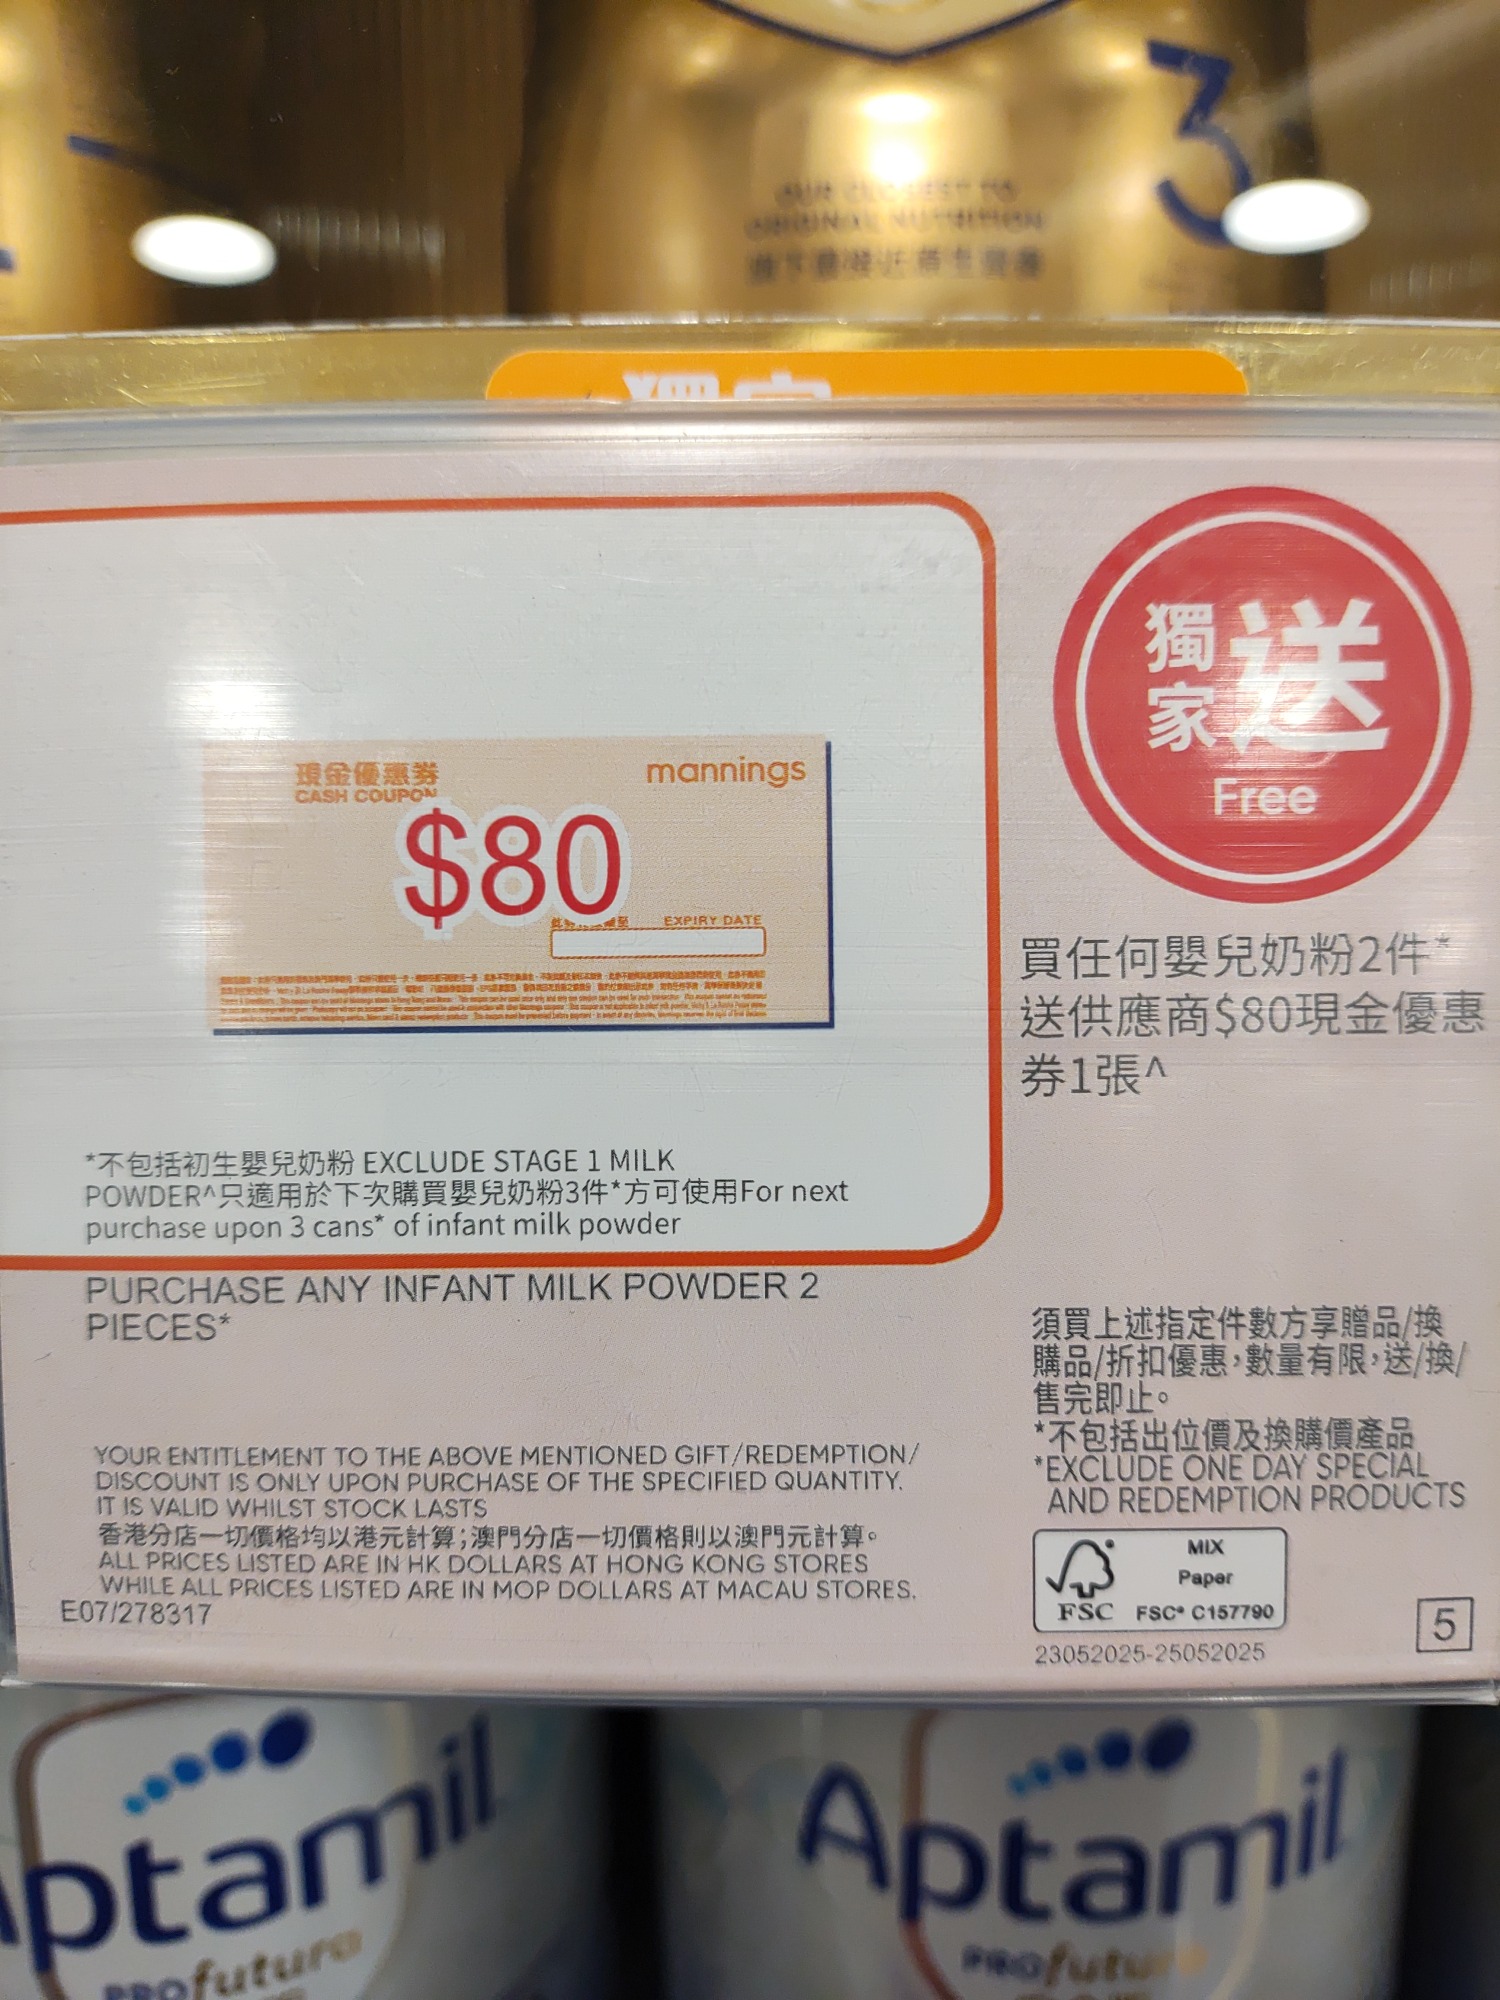 3
OUR CLOSEST TO
ORIGINAL NUTRITION
獨家
獨家送
Free
現金優惠券
CASH COUPON
mannings
$80
EXPIRY DATE
買任何嬰兒奶粉2件*
送供應商$80現金優惠
券1張^
*不包括初生嬰兒奶粉 EXCLUDE STAGE 1 MILK
POWDER^只適用於下次購買嬰兒奶粉3件*方可使用For next
purchase upon 3 cans* of infant milk powder
PURCHASE ANY INFANT MILK POWDER 2
PIECES*
須買上述指定件數方享贈品/換
購品/折扣優惠,數量有限,送/換/
售完即止。
*不包括出位價及換購價產品
*EXCLUDE ONE DAY SPECIAL
AND REDEMPTION PRODUCTS
YOUR ENTITLEMENT TO THE ABOVE MENTIONED GIFT/REDEMPTION/
DISCOUNT IS ONLY UPON PURCHASE OF THE SPECIFIED QUANTITY.
IT IS VALID WHILST STOCK LASTS
香港分店一切價格均以港元計算;澳門分店一切價格則以澳門元計算。
ALL PRICES LISTED ARE IN HK DOLLARS AT HONG KONG STORES
WHILE ALL PRICES LISTED ARE IN MOP DOLLARS AT MACAU STORES.
E07/278317
FSC
MIX
Paper
FSC® C157790
23052025-25052025
5
Aptamil
PROfutura
Aptamil
PROfutura